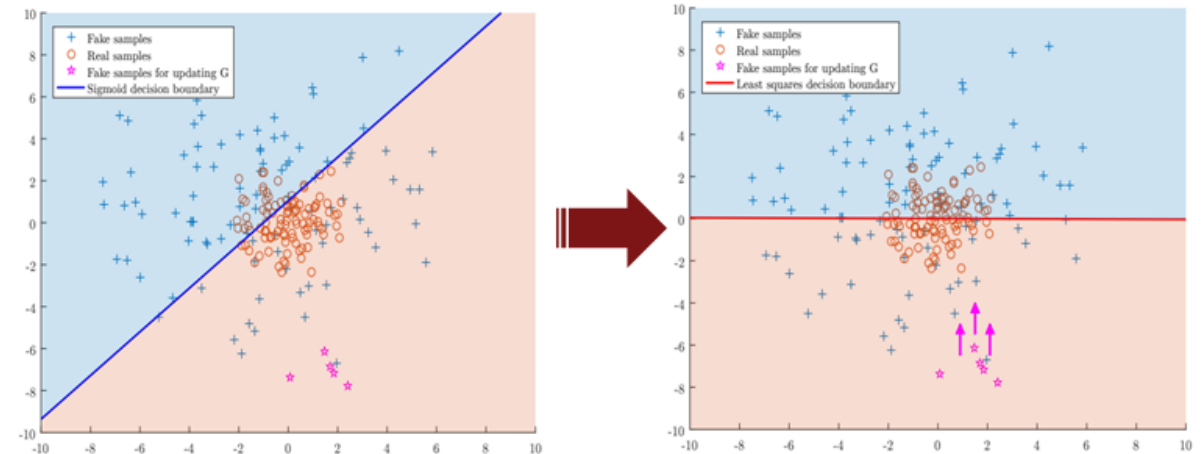 10
8
6
4
2
0
-2
-4
-6
-8
-10
-10 -8 -6 -4 -2 0 2 4 6 8 10
Fake samples
Real samples
Fake samples for updating G
Sigmoid decision boundary
10
8
6
4
2
0
-2
-4
-6
-8
-10
-10 -8 -6 -4 -2 0 2 4 6 8 10
Fake samples
Real samples
Fake samples for updating G
Least squares decision boundary